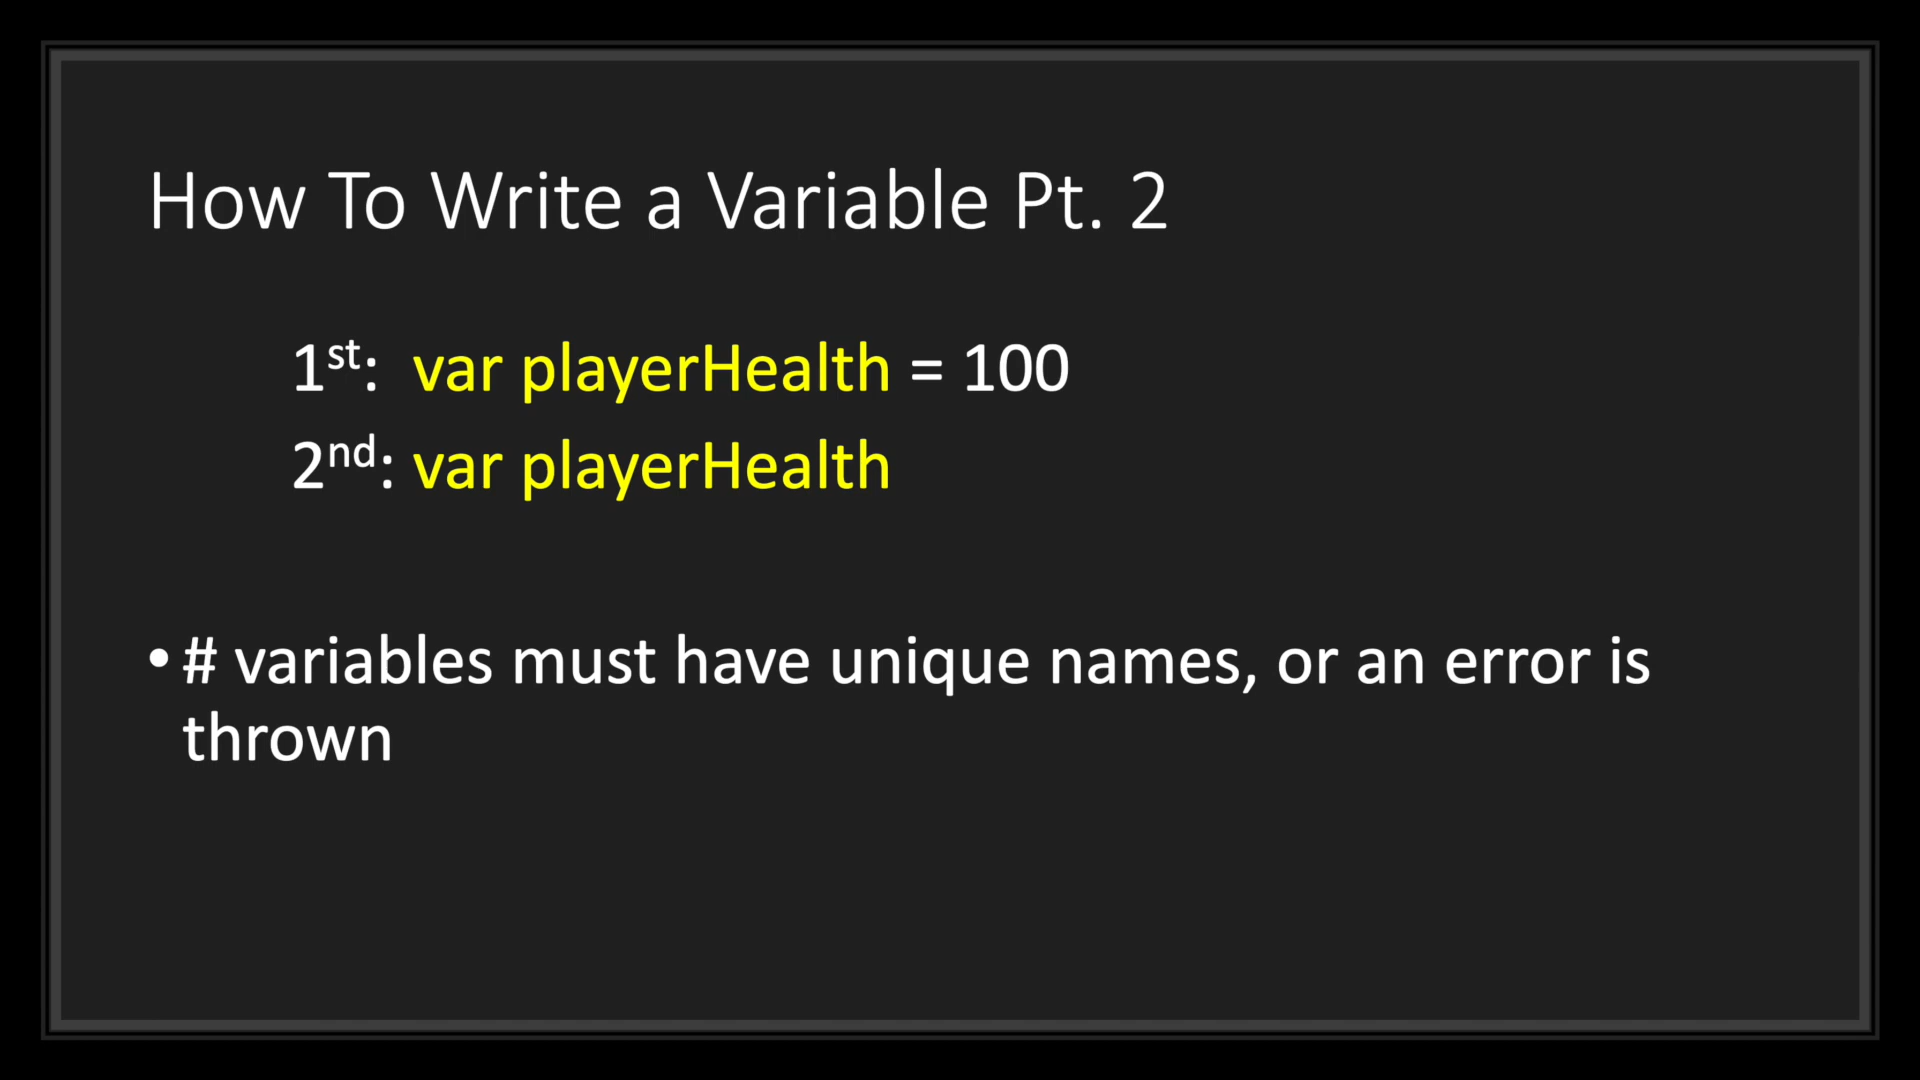 How To Write a Variable Pt. 2
1st: var playerHealth = 100
2nd: var playerHealth
• # variables must have unique names, or an error is
thrown